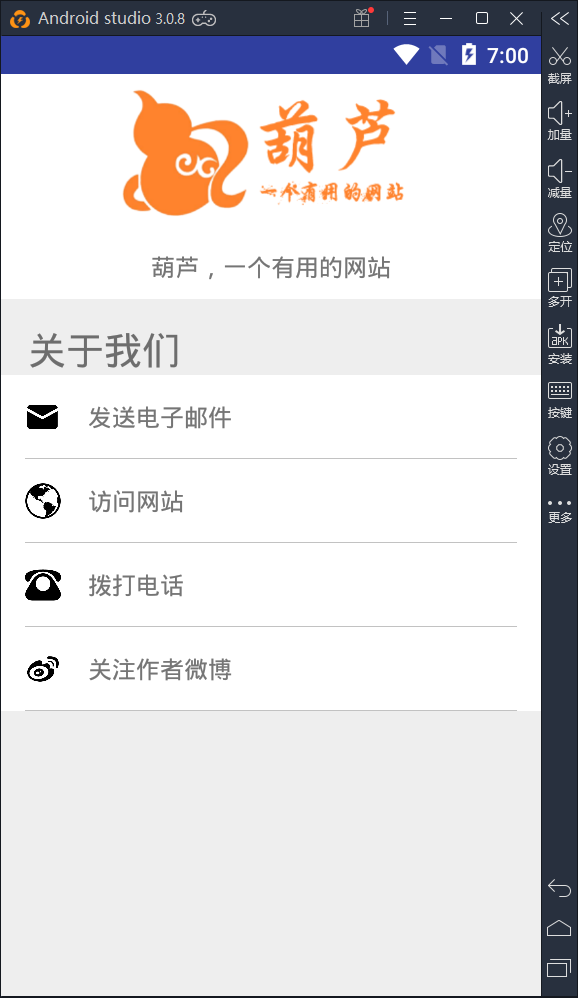 Android studio 3.0.8
7:00
葫芦
一个有用的网站
葫芦，一个有用的网站
关于我们
发送电子邮件
访问网站
拨打电话
关注作者微博
截屏
加量
减量
定位
多开
APK
安装
按键
设置
更多